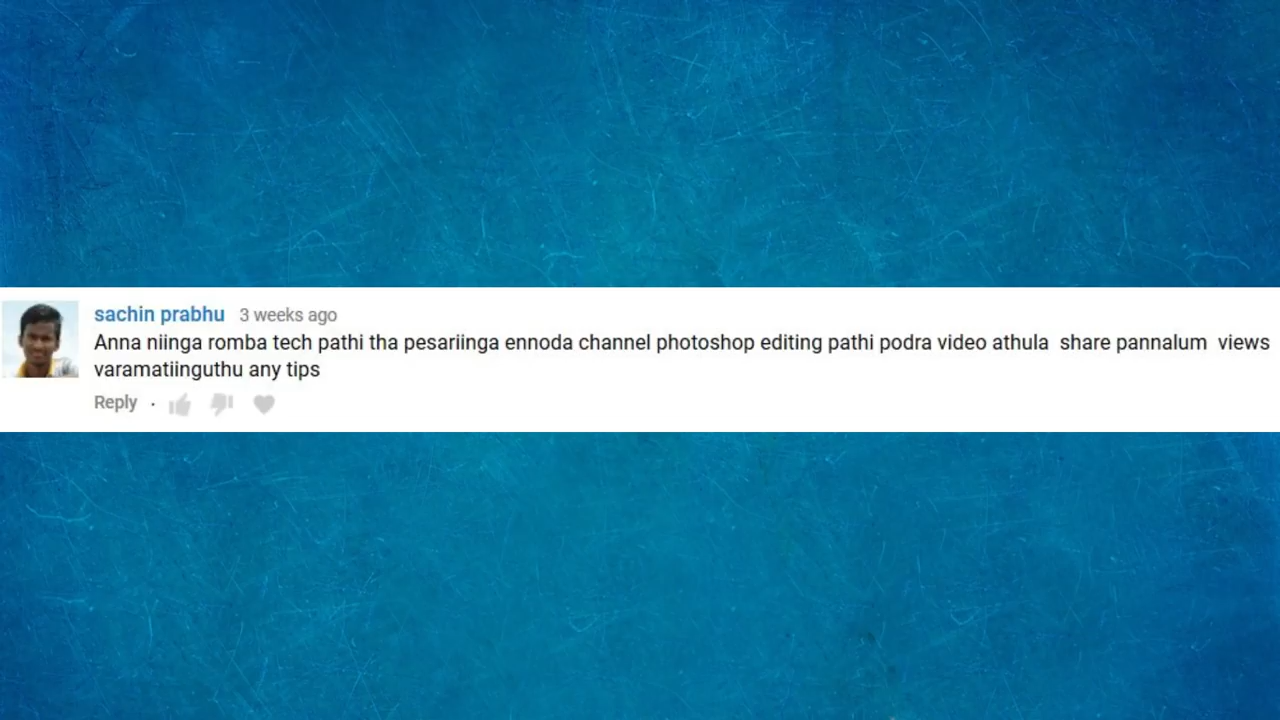 sachin prabhu 3 weeks ago
Anna niinga romba tech pathi tha pesariinga ennoda channel photoshop editing pathi podra video athula  share pannalum  views
varamatiinguthu any tips
Reply ·